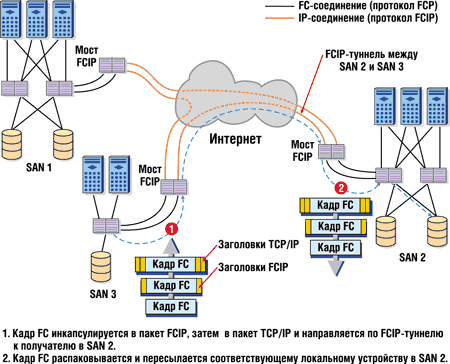 FC-соединение (протокол FCP)
IP-соединение (протокол FCIP)
Мост
FCIP
FCIP-туннель между
SAN 2 и SAN 3
Интернет
SAN 1
Мост
FCIP
Мост
FCIP
2
1
Кадр FC
Кадр FC
Кадр FC
SAN 2
Заголовки TCP/IP
Кадр FC
Заголовки FCIP
Кадр FC
SAN 3
Кадр FC
1. Кадр FC инкапсулируется в пакет FCIP, затем в пакет TCP/IP и направляется по FCIP-туннелю
к получателю в SAN 2.
2. Кадр FC распаковывается и пересылается соответствующему локальному устройству в SAN 2.